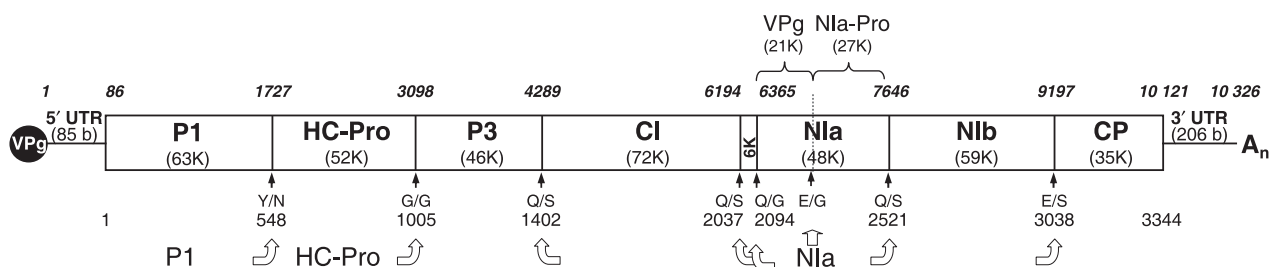 VPg NIa-Pro
(21K) (27K)
1 86 1727 3098 4289 6194 6365 7646 9197 10 121 10 326
5′ UTR P1 HC-Pro P3 CI 6K NIa NIb CP 3′ UTR
VPg (85 b) (63K) (52K) (46K) (72K) (48K) (59K) (35K) (206 b) An
Y/N G/G Q/S Q/S Q/G E/G Q/S E/S
1 548 1005 1402 2037 2094 2521 3038 3344
P1 HC-Pro NIa